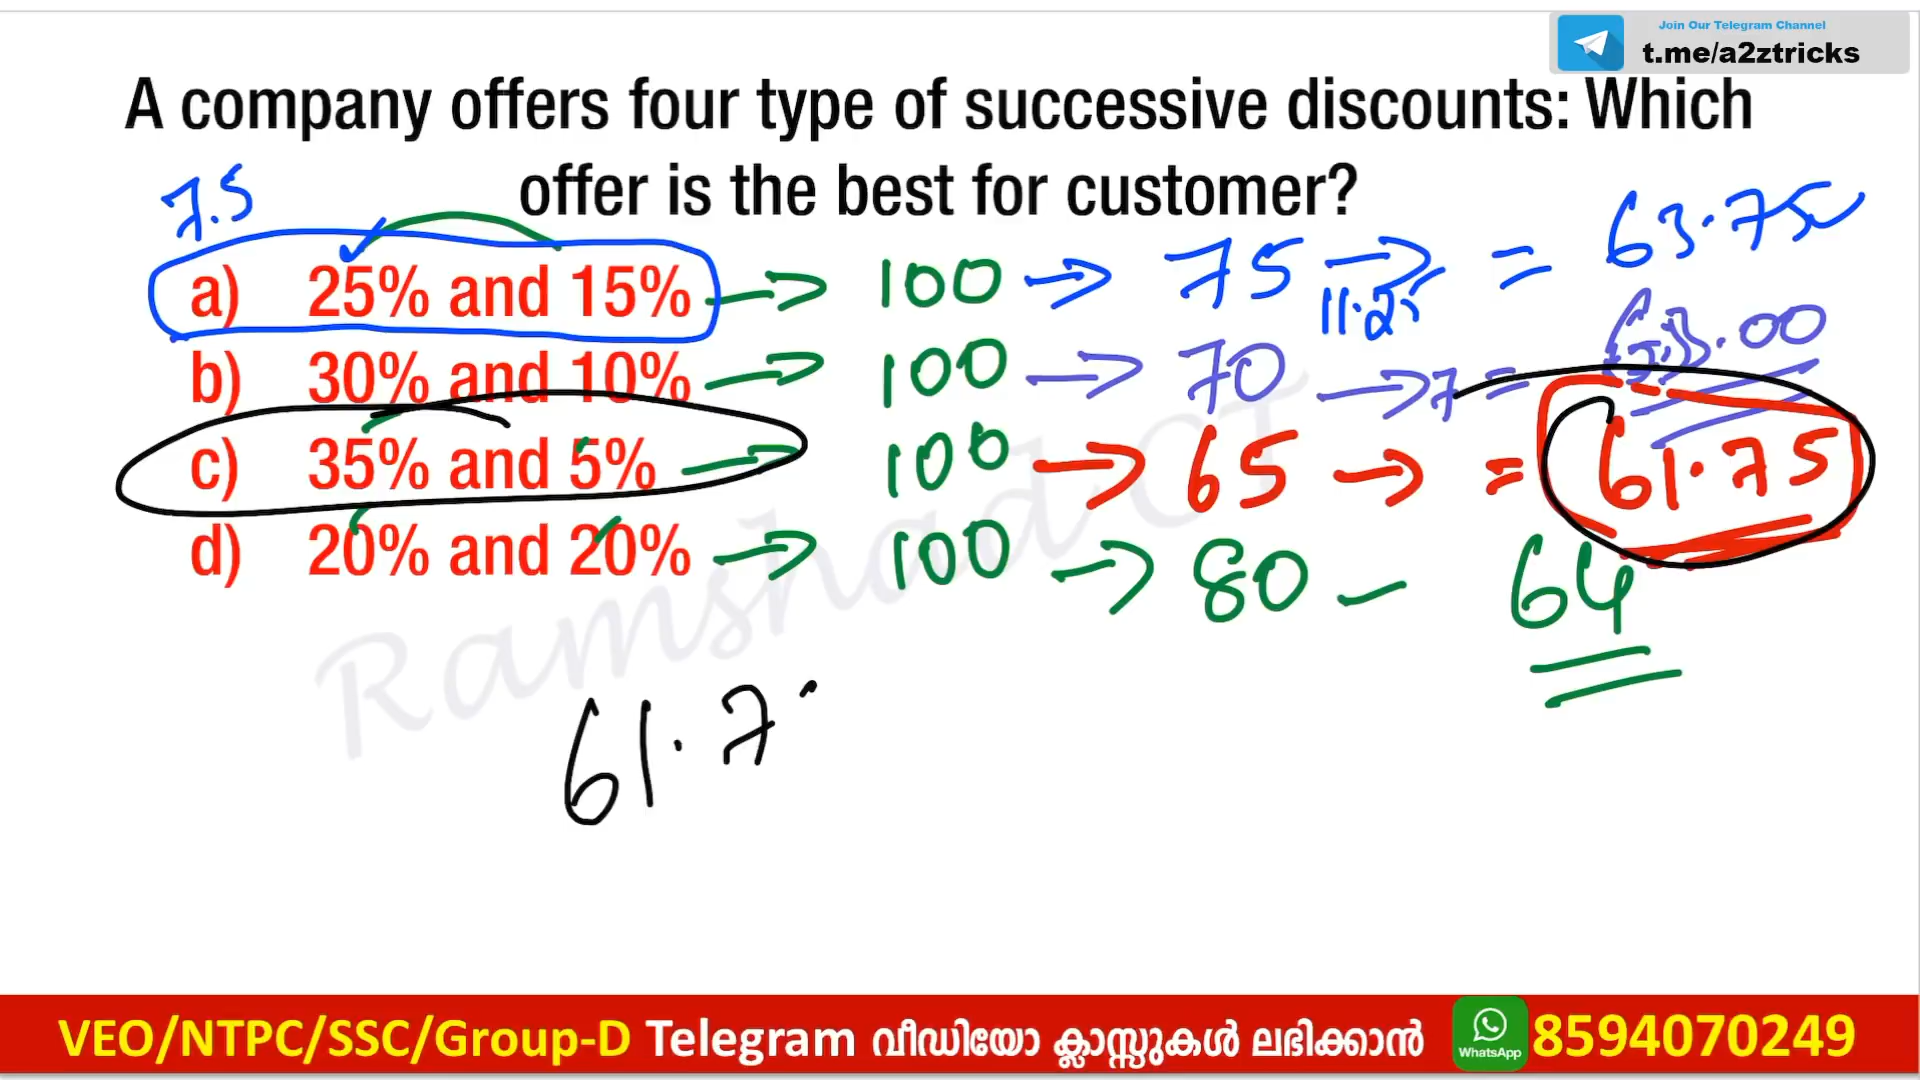 Join Our Telegram Channel
t.me/a2ztricks
A company offers four type of successive discounts: Which
offer is the best for customer?
7.5
a) 25% and 15% → 100 → 75 → = 63.75
11.25
b) 30% and 10% → 100 → 70 → 7 = 63.00
c) 35% and 5% → 100 → 65 → = 61.75
d) 20% and 20% → 100 → 80 – 64
61.7
Ramshad CT
VEO/NTPC/SSC/Group-D Telegram വീഡിയോ ക്ലാസ്സുകൾ ലഭിക്കാൻ WhatsApp 8594070249